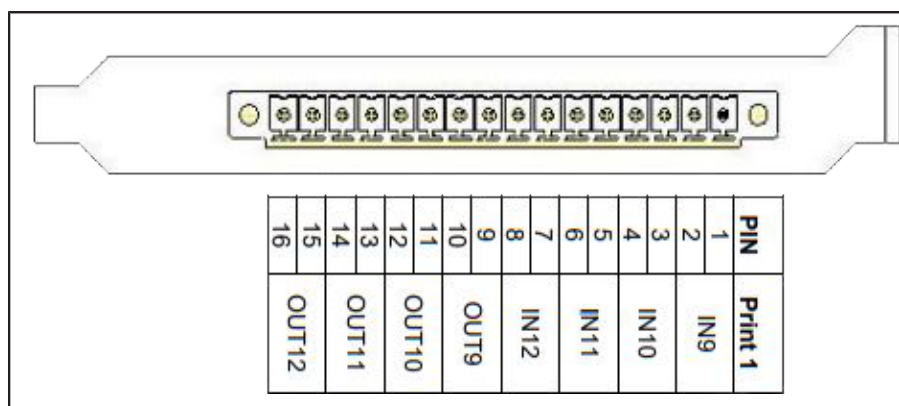 PIN Print 1
1 IN9
2
3 IN10
4
5 IN11
6
7 IN12
8
9 OUT9
10
11 OUT10
12
13 OUT11
14
15 OUT12
16